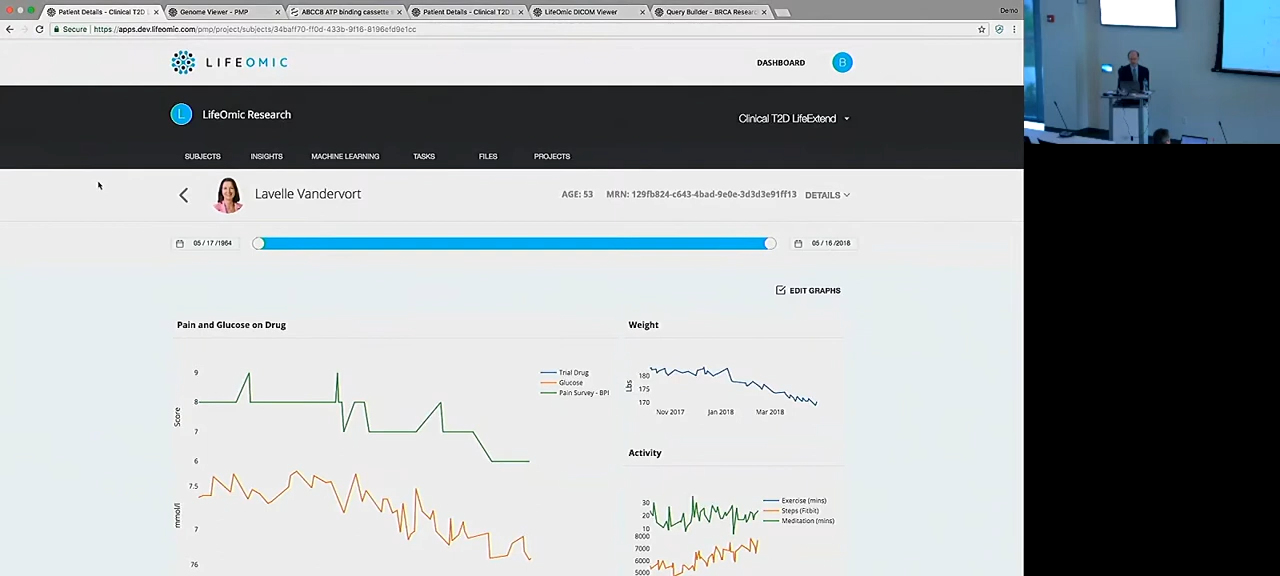 Patient Details - Clinical T2D L
Genome Viewer - PMP
ABCC8 ATP binding cassette s
Patient Details - Clinical T2D L
LifeOmic DICOM Viewer
Query Builder - BRCA Resear
Demo
Secure
https://apps.dev.lifeomic.com/pmp/project/subjects/34baff70-ff0d-433b-9f16-8196efd9e1cc
LIFEOMIC
DASHBOARD
B
L
LifeOmic Research
Clinical T2D LifeExtend
SUBJECTS
INSIGHTS
MACHINE LEARNING
TASKS
FILES
PROJECTS
Lavelle Vandervort
AGE: 53
MRN: 129fb824-c643-4bad-9e0e-3d3d3e91ff13
DETAILS
05 / 17 / 1964
05 / 16 / 2018
EDIT GRAPHS
Pain and Glucose on Drug
Score
9
8
7
6
Trial Drug
Glucose
Pain Survey - BPI
mmol/l
7.5
7
76
Weight
Lbs
180
175
170
Nov 2017
Jan 2018
Mar 2018
Activity
30
20
10
8000
7000
6000
5000
Exercise (mins)
Steps (Fitbit)
Meditation (mins)